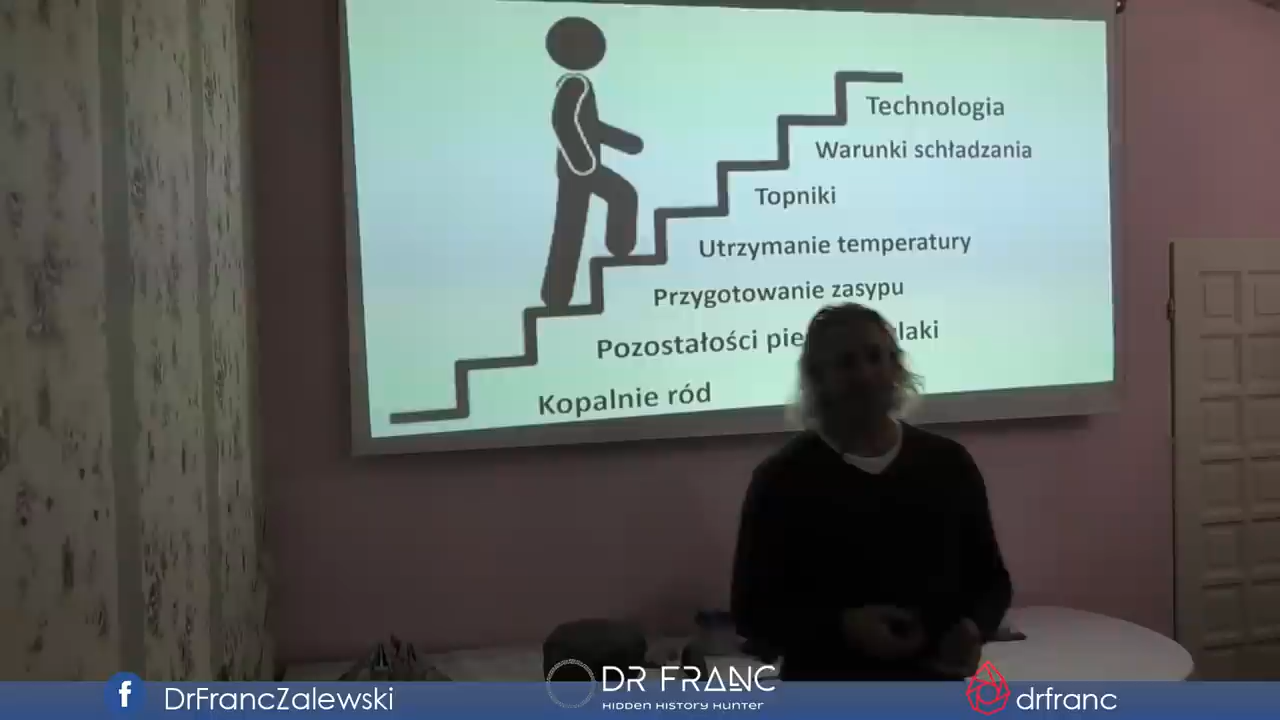 Technologia
Warunki schładzania
Topniki
Utrzymanie temperatury
Przygotowanie zasypu
Pozostałości
Kopalnie ród
f DrFrancZalewski
DR FRANC
HIDDEN HISTORY HUNTER
drfranc